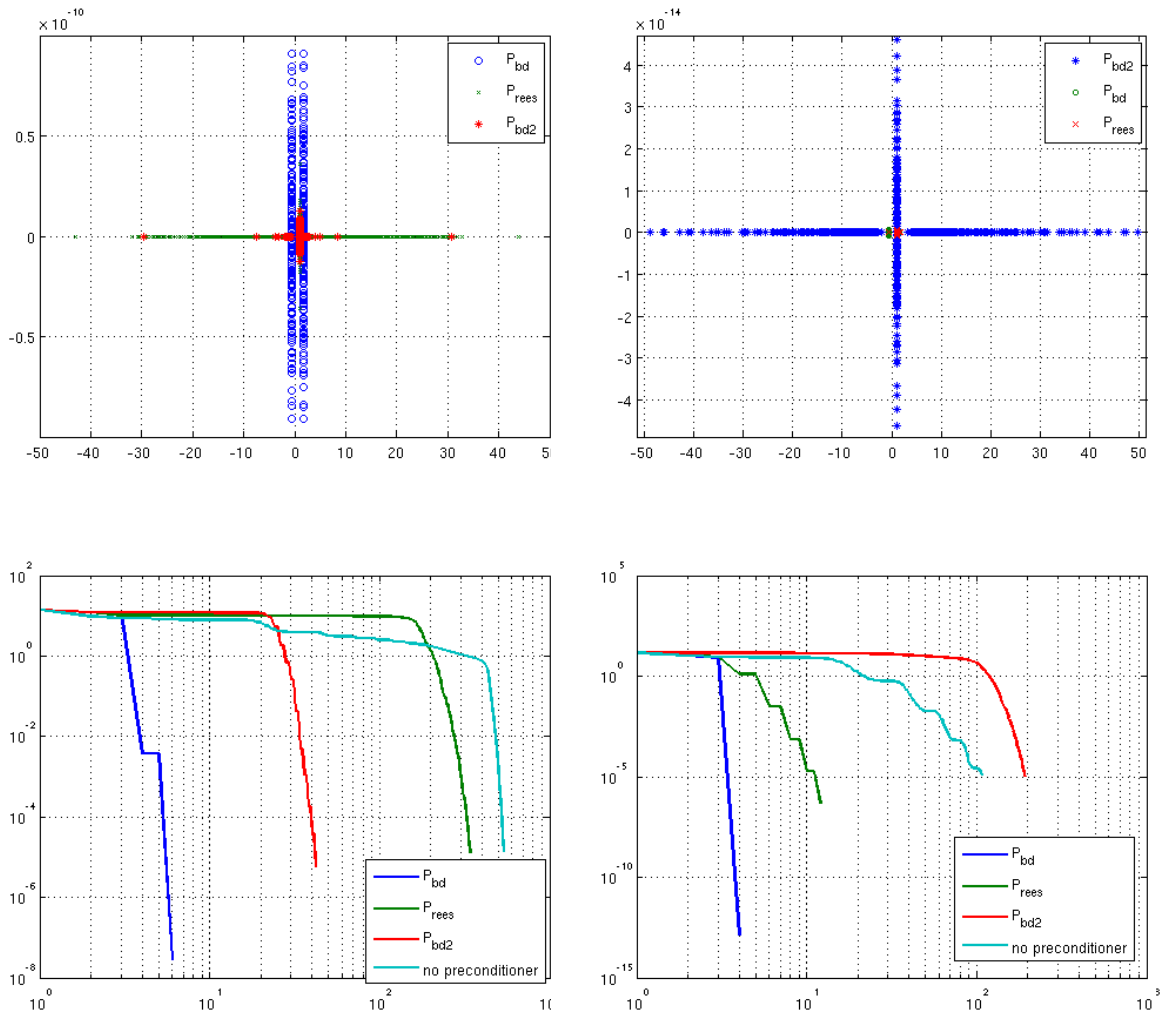 × 10^-10
0.5
0
-0.5
-50 -40 -30 -20 -10 0 10 20 30 40 5
P_bd
P_rees
P_bd2
× 10^-14
4
3
2
1
0
-1
-2
-3
-4
-50 -40 -30 -20 -10 0 10 20 30 40 50
P_bd2
P_bd
P_rees
10^2
10^0
10^-2
10^-4
10^-6
10^-8
10^0 10^1 10^2 10
P_bd
P_rees
P_bd2
no preconditioner
10^5
10^0
10^-5
10^-10
10^-15
10^0 10^1 10^2 10^3
P_bd
P_rees
P_bd2
no preconditioner